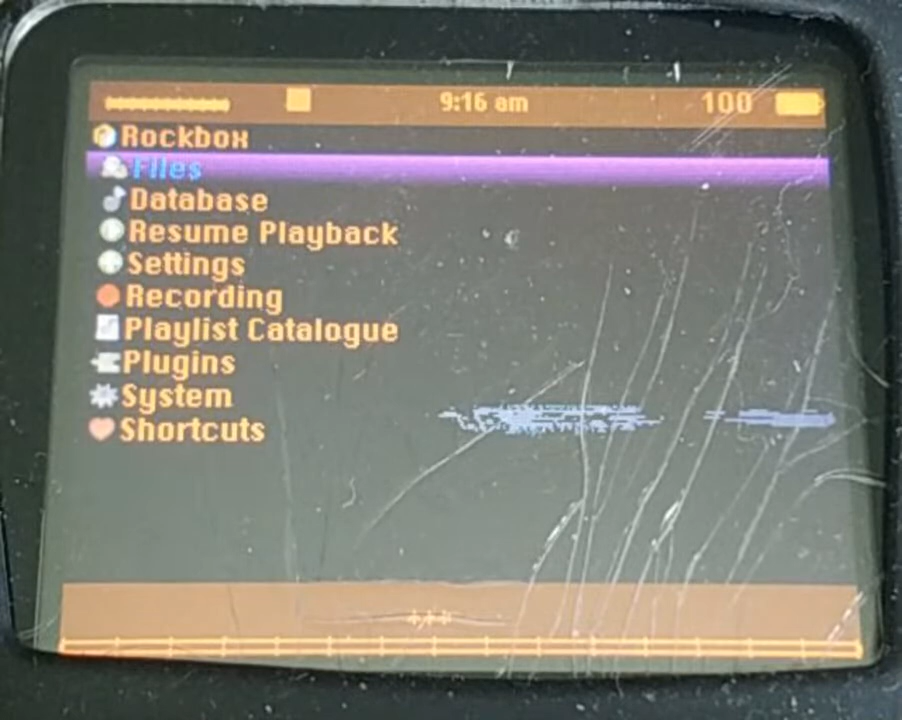 9:16 am 100
Rockbox
Files
Database
Resume Playback
Settings
Recording
Playlist Catalogue
Plugins
System
Shortcuts